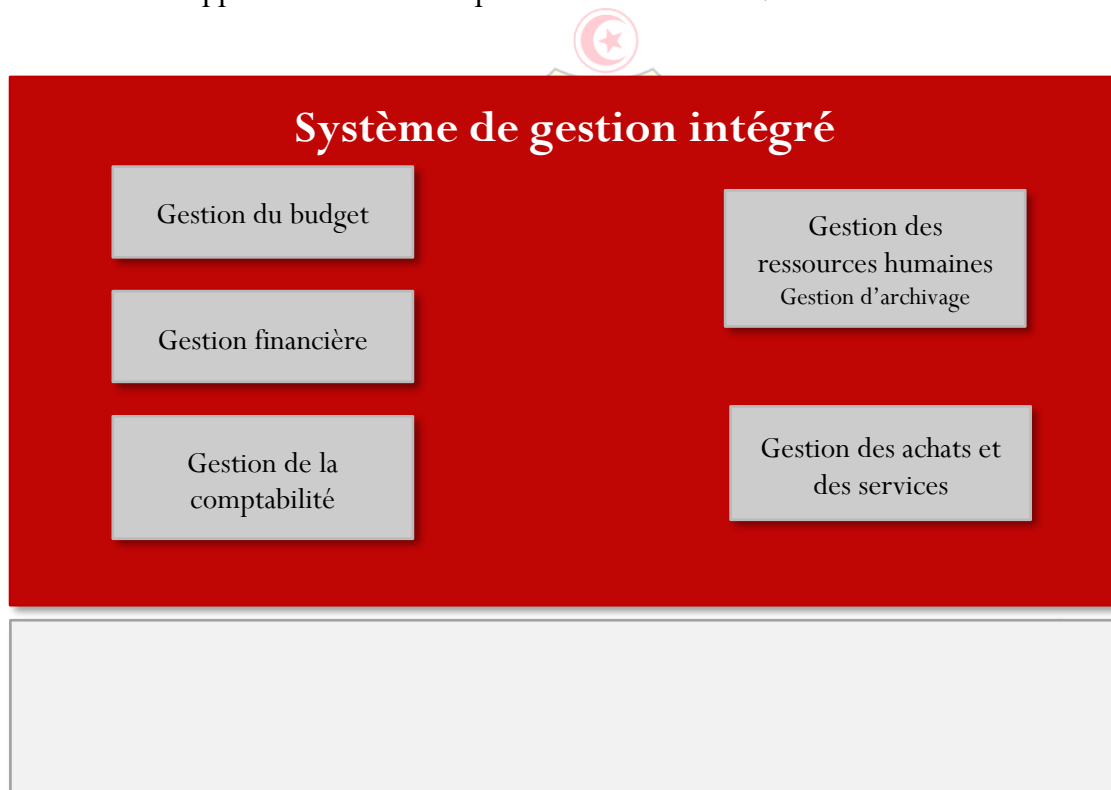 Système de gestion intégré
Gestion du budget
Gestion financière
Gestion de la
comptabilité
Gestion des
ressources humaines
Gestion d’archivage
Gestion des achats et
des services